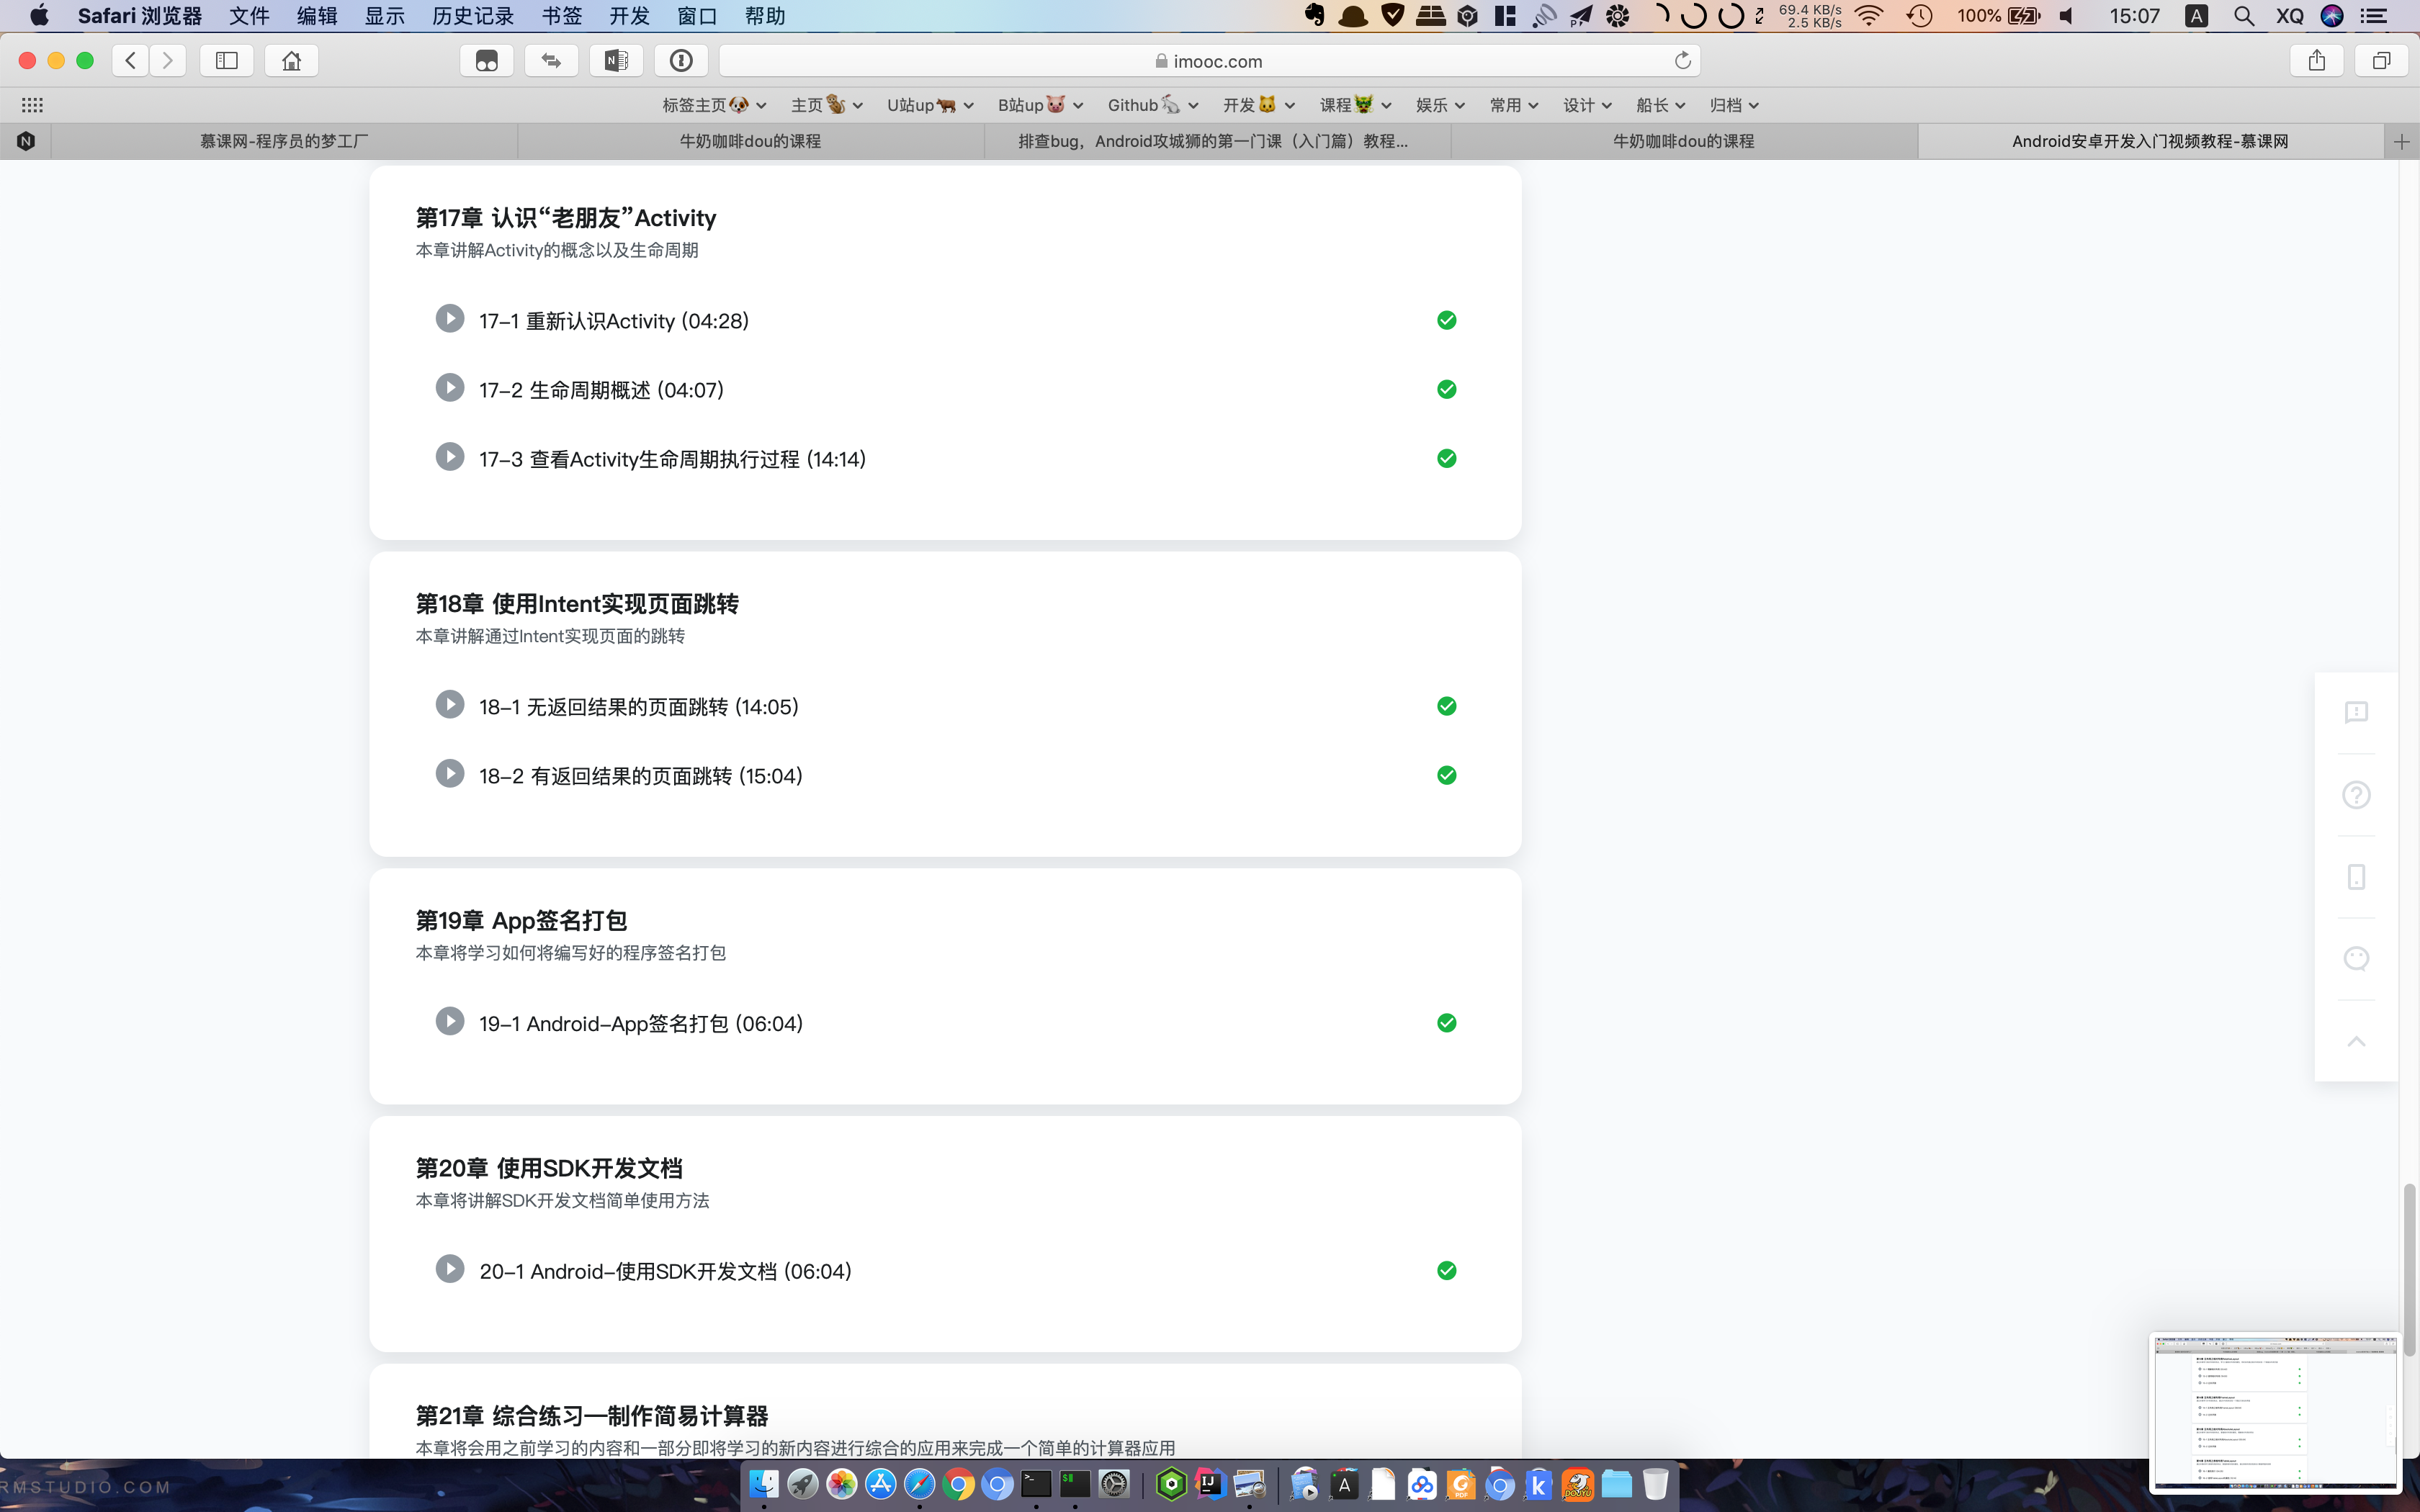 Safari 浏览器 文件 编辑 显示 历史记录 书签 开发 窗口 帮助
69.4 KB/s
2.5 KB/s
100%
15:07
A
XQ
imooc.com
标签主页 主页 U站up B站up Github 开发 课程 娱乐 常用 设计 船长 归档
N 慕课网-程序员的梦工厂 牛奶咖啡dou的课程 排查bug，Android攻城狮的第一门课（入门篇）教程... 牛奶咖啡dou的课程 Android安卓开发入门视频教程-慕课网
第17章 认识“老朋友”Activity
本章讲解Activity的概念以及生命周期
17-1 重新认识Activity (04:28)
17-2 生命周期概述 (04:07)
17-3 查看Activity生命周期执行过程 (14:14)
第18章 使用Intent实现页面跳转
本章讲解通过Intent实现页面的跳转
18-1 无返回结果的页面跳转 (14:05)
18-2 有返回结果的页面跳转 (15:04)
第19章 App签名打包
本章将学习如何将编写好的程序签名打包
19-1 Android-App签名打包 (06:04)
第20章 使用SDK开发文档
本章将讲解SDK开发文档简单使用方法
20-1 Android-使用SDK开发文档 (06:04)
第21章 综合练习—制作简易计算器
本章将会用之前学习的内容和一部分即将学习的新内容进行综合的应用来完成一个简单的计算器应用
RMSTUDIO.COM